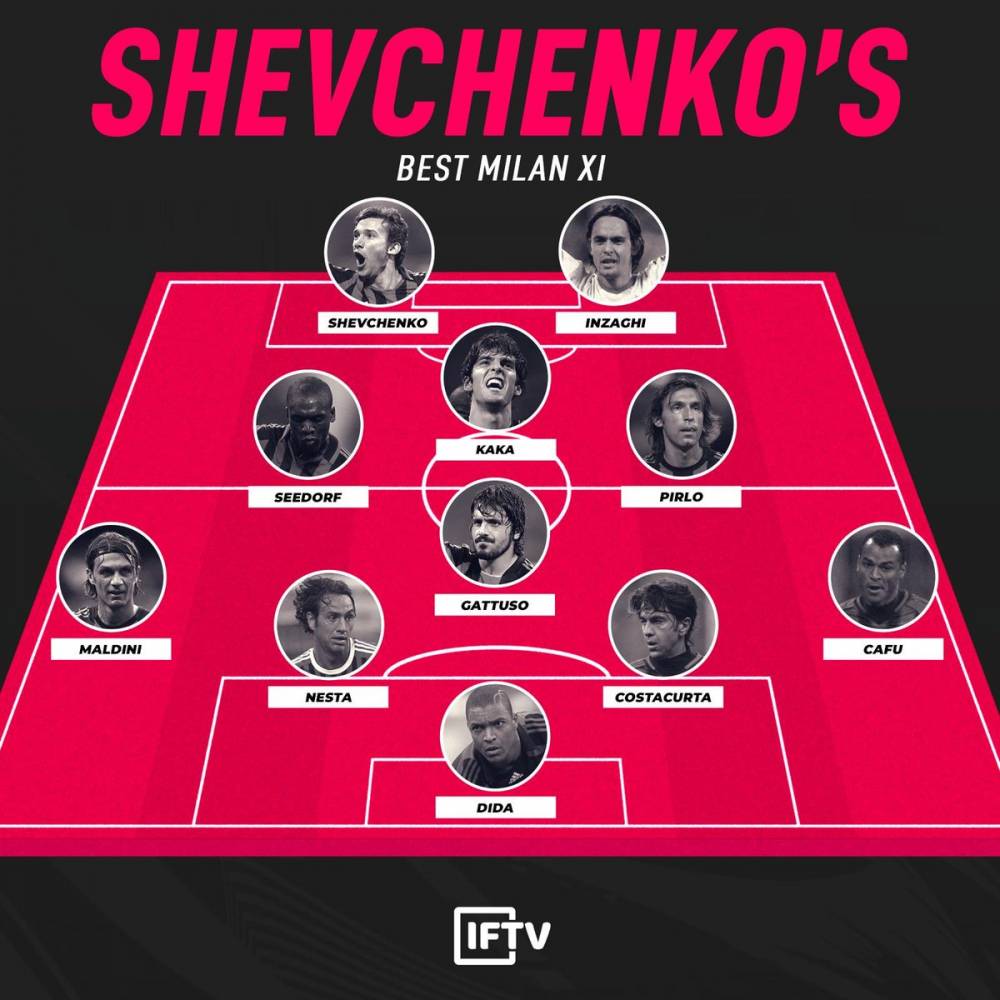 SHEVCHENKO'S
BEST MILAN XI
SHEVCHENKO
INZAGHI
KAKA
SEEDORF
PIRLO
GATTUSO
MALDINI
CAFU
NESTA
COSTACURTA
DIDA
IFTV